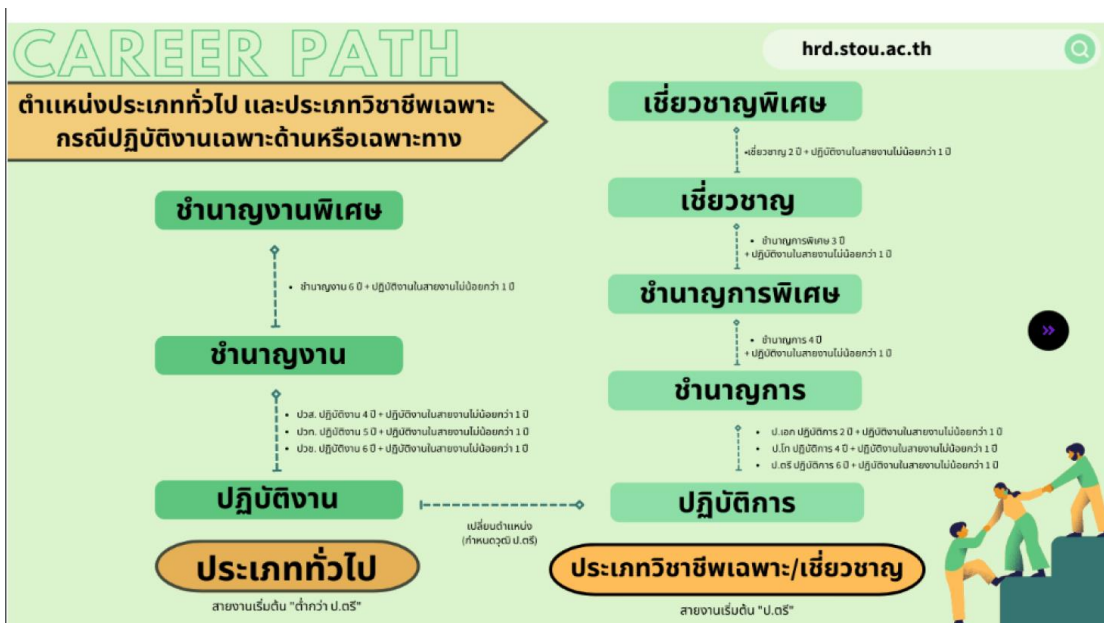 CAREER PATH
hrd.stou.ac.th
ตำแหน่งประเภททั่วไป และประเภทวิชาชีพเฉพาะ
กรณีปฏิบัติงานเฉพาะด้านหรือเฉพาะทาง
ชำนาญงานพิเศษ
• ชำนาญงาน 6 ปี + ปฏิบัติงานในสายงานไม่น้อยกว่า 1 ปี
ชำนาญงาน
• ปวส. ปฏิบัติงาน 4 ปี + ปฏิบัติงานในสายงานไม่น้อยกว่า 1 ปี
• ปวท. ปฏิบัติงาน 5 ปี + ปฏิบัติงานในสายงานไม่น้อยกว่า 1 ปี
• ปวช. ปฏิบัติงาน 6 ปี + ปฏิบัติงานในสายงานไม่น้อยกว่า 1 ปี
ปฏิบัติงาน
เปลี่ยนตำแหน่ง
(กำหนดวุฒิ ป.ตรี)
ประเภททั่วไป
สายงานเริ่มต้น "ต่ำกว่า ป.ตรี"
เชี่ยวชาญพิเศษ
•เชี่ยวชาญ 2 ปี + ปฏิบัติงานในสายงานไม่น้อยกว่า 1 ปี
เชี่ยวชาญ
• ชำนาญการพิเศษ 3 ปี
+ ปฏิบัติงานในสายงานไม่น้อยกว่า 1 ปี
ชำนาญการพิเศษ
• ชำนาญการ 4 ปี
+ ปฏิบัติงานในสายงานไม่น้อยกว่า 1 ปี
ชำนาญการ
• ป.เอก ปฏิบัติการ 2 ปี + ปฏิบัติงานในสายงานไม่น้อยกว่า 1 ปี
• ป.โท ปฏิบัติการ 4 ปี + ปฏิบัติงานในสายงานไม่น้อยกว่า 1 ปี
• ป.ตรี ปฏิบัติการ 6 ปี + ปฏิบัติงานในสายงานไม่น้อยกว่า 1 ปี
ปฏิบัติการ
ประเภทวิชาชีพเฉพาะ/เชี่ยวชาญ
สายงานเริ่มต้น "ป.ตรี"